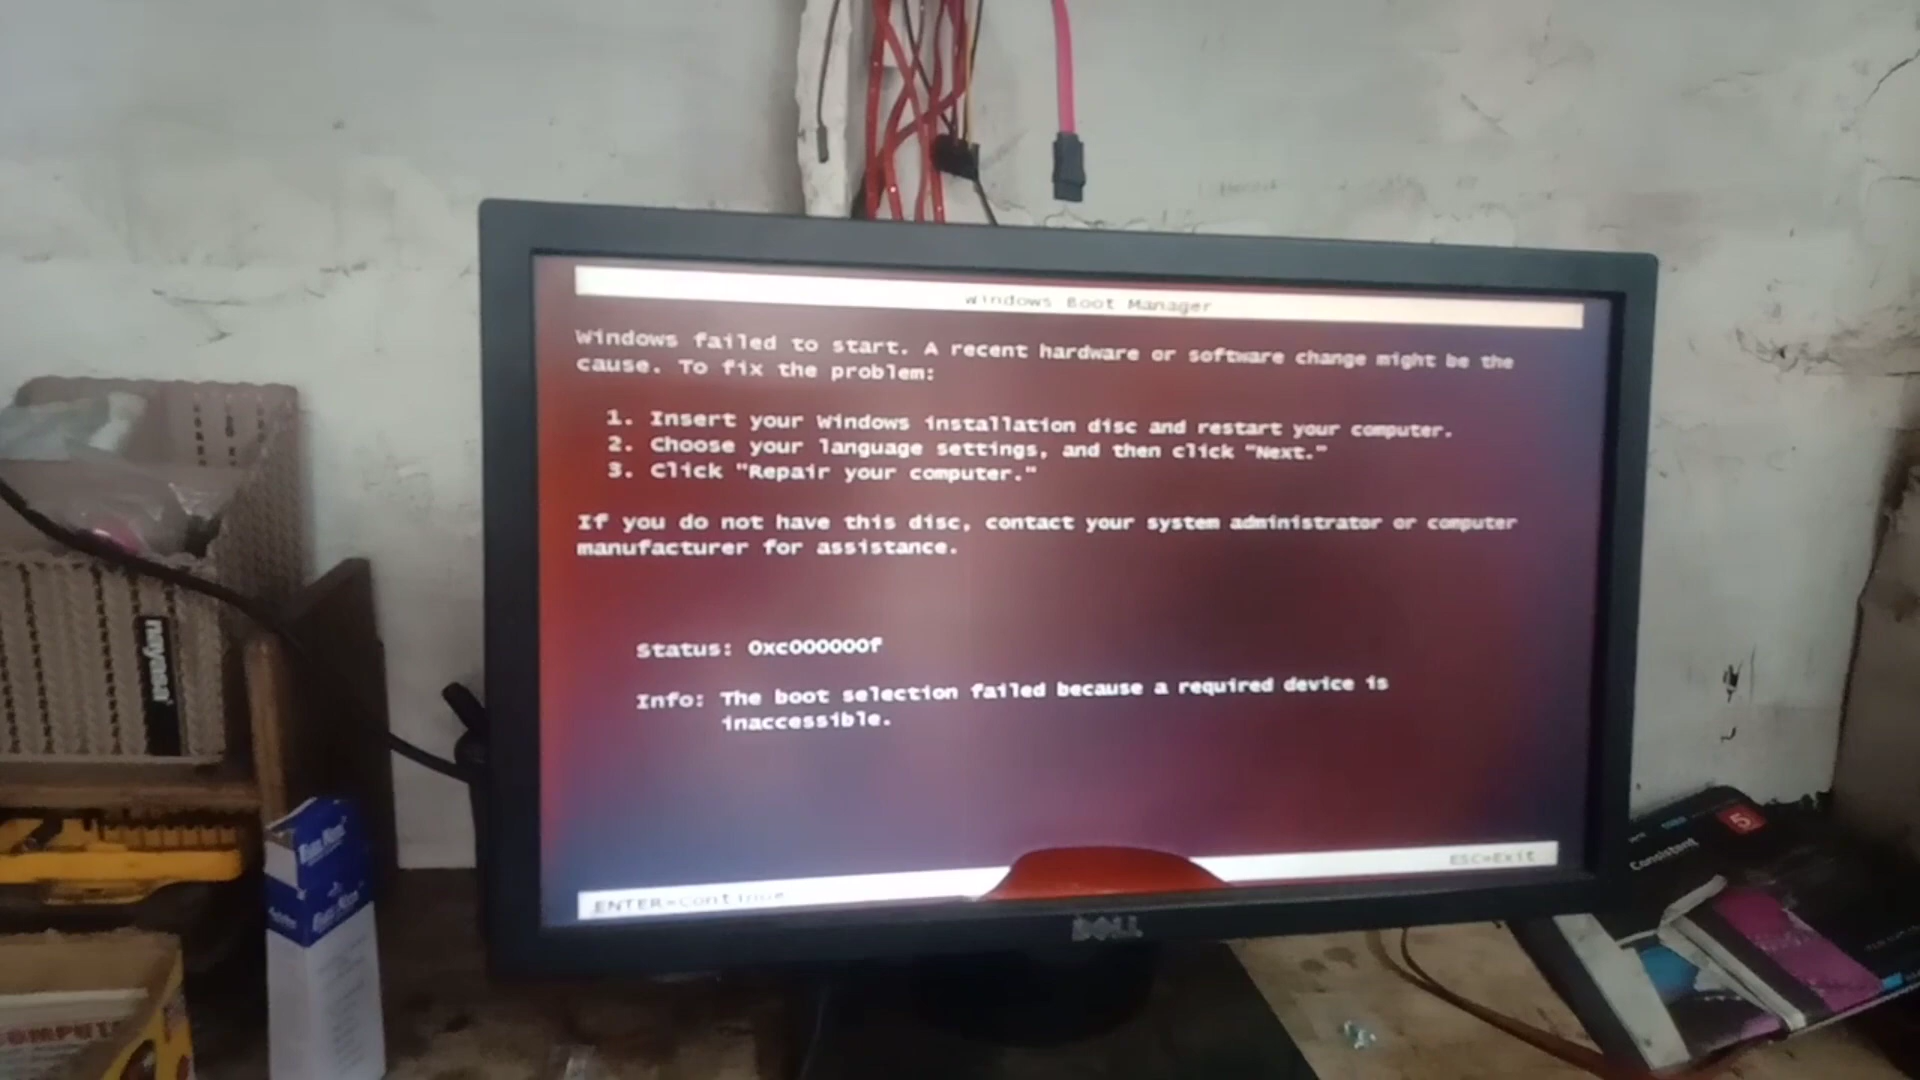 Windows Boot Manager
Windows failed to start. A recent hardware or software change might be the
cause. To fix the problem:
1. Insert your Windows installation disc and restart your computer.
2. Choose your language settings, and then click "Next."
3. Click "Repair your computer."
If you do not have this disc, contact your system administrator or computer
manufacturer for assistance.
Status: 0xc000000f
Info: The boot selection failed because a required device is
inaccessible.
ENTER=Continue
ESC=Exit
DELL
nayasa
Consistent
5